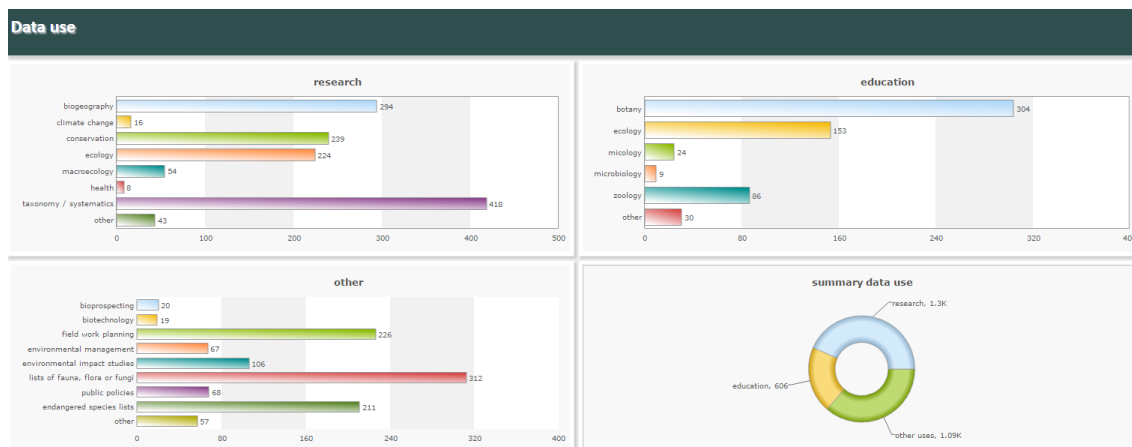 Data use
research
biogeography 294
climate change 16
conservation 239
ecology 224
macroecology 54
health 8
taxonomy / systematics 418
other 43
0 100 200 300 400 500
education
botany 304
ecology 153
micology 24
microbiology 9
zoology 86
other 30
0 80 160 240 320 400
other
bioprospecting 20
biotechnology 19
field work planning 226
environmental management 67
environmental impact studies 106
lists of fauna, flora or fungi 312
public policies 68
endangered species lists 211
other 57
0 80 160 240 320 400
summary data use
research, 1.3K
education, 606
other uses, 1.09K